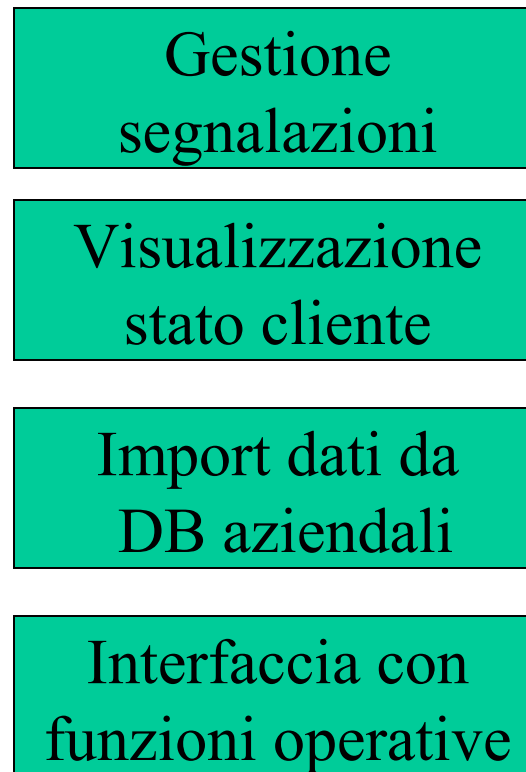 Gestione
segnalazioni
Visualizzazione
stato cliente
Import dati da
DB aziendali
Interfaccia con
funzioni operative